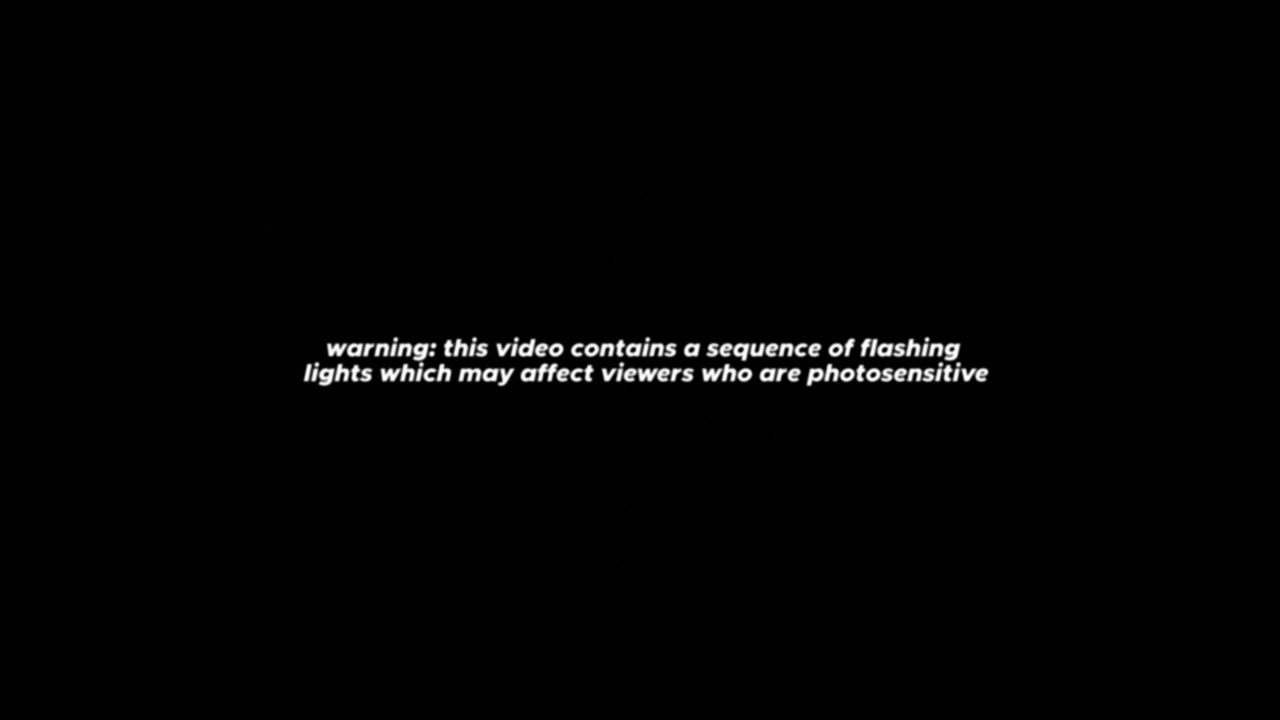 warning: this video contains a sequence of flashing
lights which may affect viewers who are photosensitive